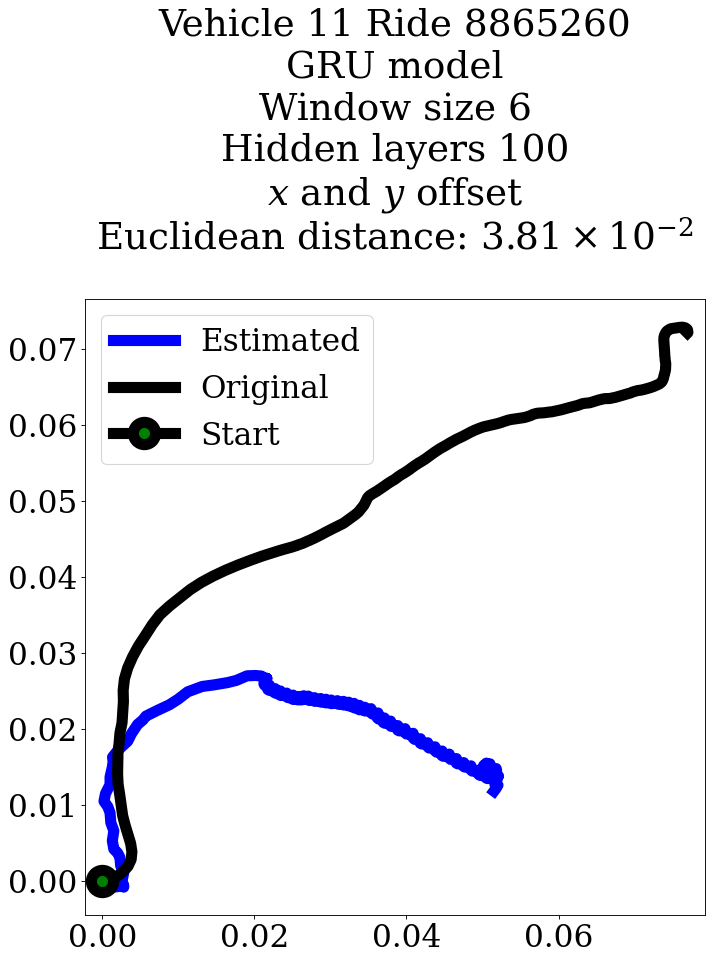 Vehicle 11 Ride 8865260
GRU model
Window size 6
Hidden layers 100
x and y offset
Euclidean distance: 3.81 × 10⁻²
Estimated
Original
Start
0.07
0.06
0.05
0.04
0.03
0.02
0.01
0.00
0.00 0.02 0.04 0.06